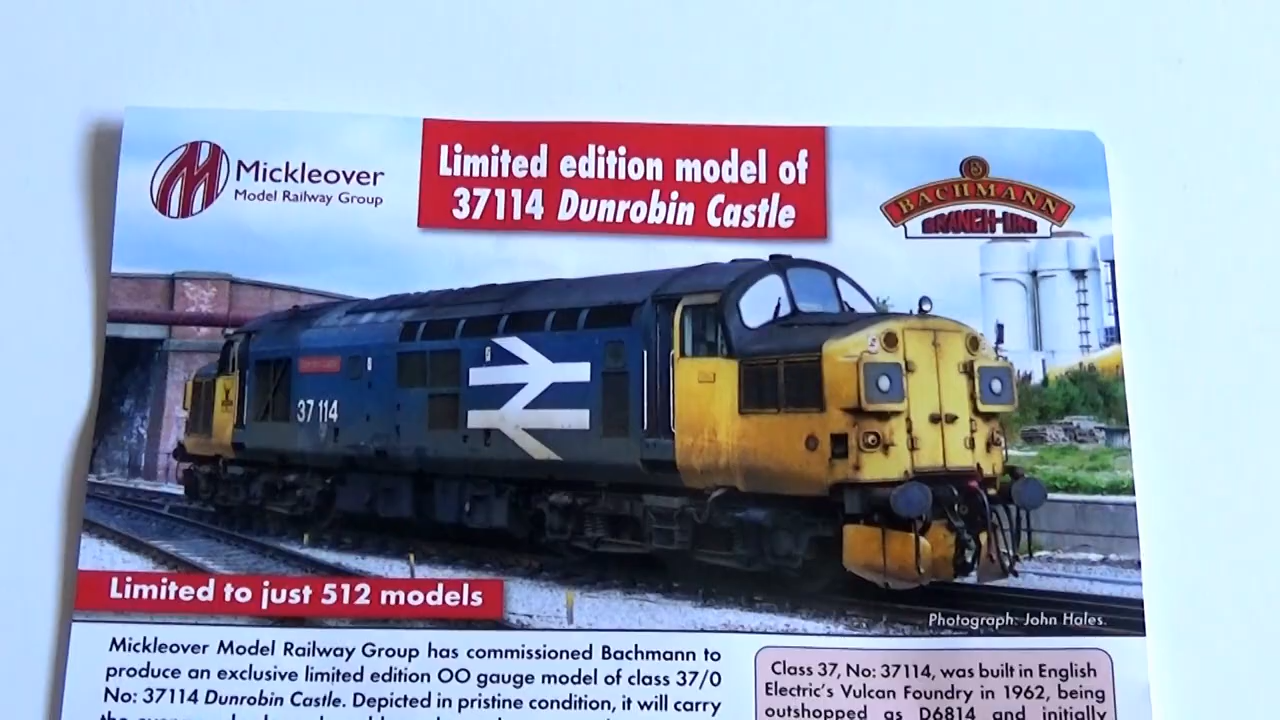 Mickleover
Model Railway Group
Limited edition model of
37114 Dunrobin Castle
BACHMANN
BRANCH-LINE
37 114
Limited to just 512 models
Photograph: John Hales.
Mickleover Model Railway Group has commissioned Bachmann to
produce an exclusive limited edition OO gauge model of class 37/0
No: 37114 Dunrobin Castle. Depicted in pristine condition, it will carry
Class 37, No: 37114, was built in English
Electric's Vulcan Foundry in 1962, being
outshopped as D6814 and initially